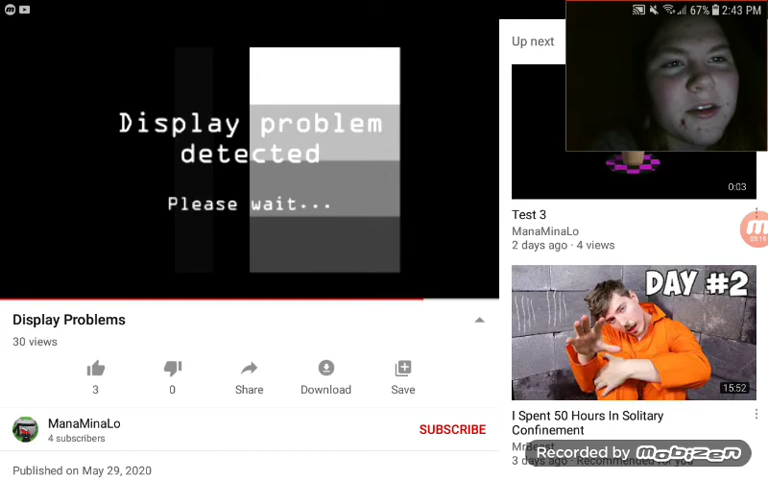 67% 2:43 PM
Display problem
detected
Please wait...
Display Problems
30 views
3
0
Share
Download
Save
ManaMinaLo
4 subscribers
SUBSCRIBE
Published on May 29, 2020
Up next
0:03
Test 3
ManaMinaLo
2 days ago · 4 views
03:14
DAY #2
15:52
I Spent 50 Hours In Solitary
Confinement
MrBeast
3 days ago · Recommended for you
Recorded by mobizen